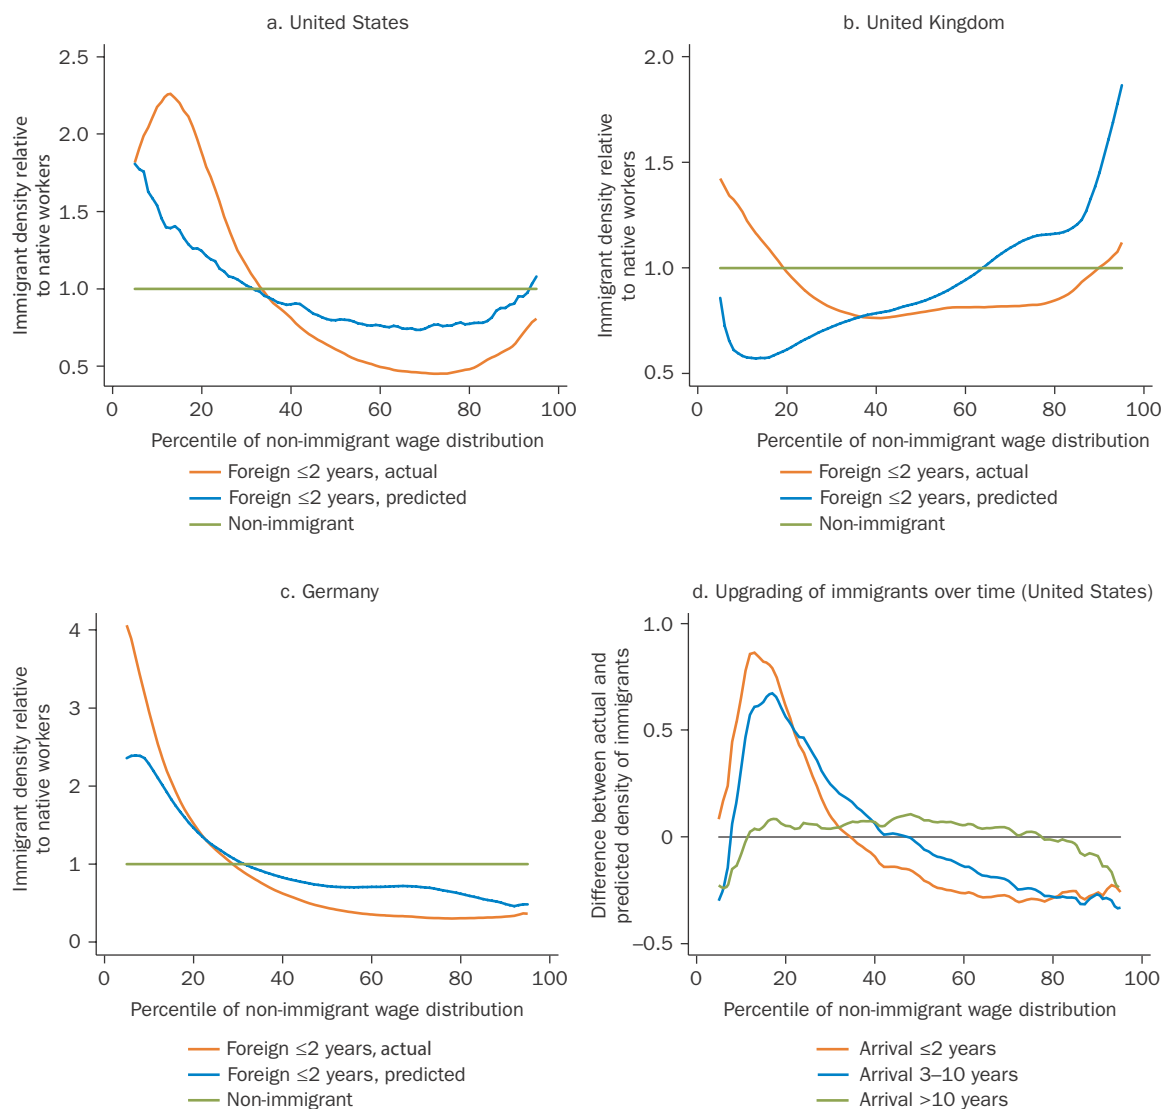 a. United States
Immigrant density relative
to native workers
2.5
2.0
1.5
1.0
0.5
0 20 40 60 80 100
Percentile of non-immigrant wage distribution
Foreign ≤2 years, actual
Foreign ≤2 years, predicted
Non-immigrant
b. United Kingdom
Immigrant density relative
to native workers
2.0
1.5
1.0
0.5
0 20 40 60 80 100
Percentile of non-immigrant wage distribution
Foreign ≤2 years, actual
Foreign ≤2 years, predicted
Non-immigrant
c. Germany
Immigrant density relative
to native workers
4
3
2
1
0
0 20 40 60 80 100
Percentile of non-immigrant wage distribution
Foreign ≤2 years, actual
Foreign ≤2 years, predicted
Non-immigrant
d. Upgrading of immigrants over time (United States)
Difference between actual and
predicted density of immigrants
1.0
0.5
0
–0.5
0 20 40 60 80 100
Percentile of non-immigrant wage distribution
Arrival ≤2 years
Arrival 3–10 years
Arrival >10 years